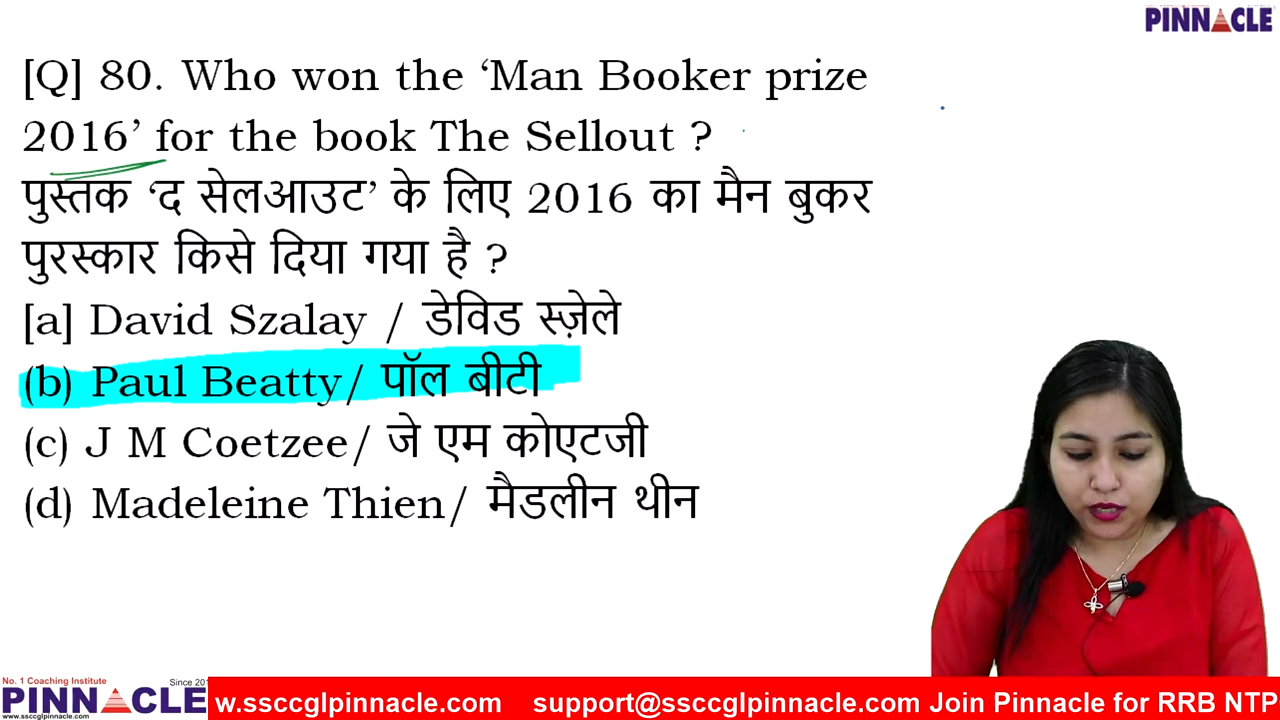 PINNACLE
[Q] 80. Who won the ‘Man Booker prize
2016’ for the book The Sellout ?
पुस्तक ‘द सेलआउट’ के लिए 2016 का मैन बुकर
पुरस्कार किसे दिया गया है ?
[a] David Szalay / डेविड स्ज़ेले
(b) Paul Beatty/ पॉल बीटी
(c) J M Coetzee/ जे एम कोएटजी
(d) Madeleine Thien/ मैडलीन थीन
No. 1 Coaching Institute Since 201
PINNACLE
www.ssccglpinnacle.com
w.ssccglpinnacle.com support@ssccglpinnacle.com Join Pinnacle for RRB NTP